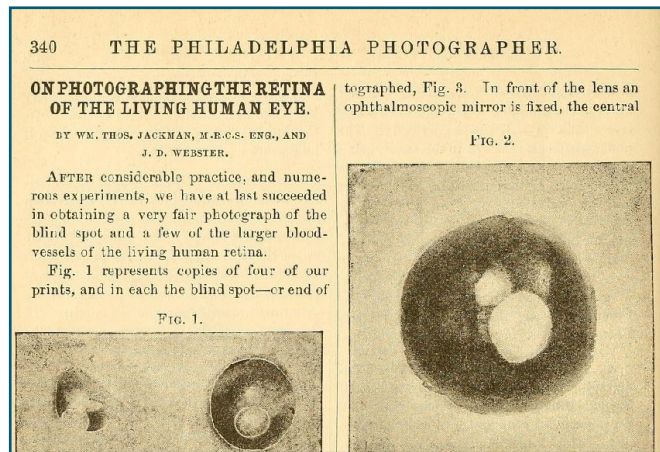 340 THE PHILADELPHIA PHOTOGRAPHER.
ON PHOTOGRAPHING THE RETINA
OF THE LIVING HUMAN EYE.
BY WM. THOS. JACKMAN, M.R.C.S. ENG., AND
J. D. WEBSTER.
AFTER considerable practice, and nume-
rous experiments, we have at last succeeded
in obtaining a very fair photograph of the
blind spot and a few of the larger blood-
vessels of the living human retina.
Fig. 1 represents copies of four of our
prints, and in each the blind spot—or end of
FIG. 1.
tographed, Fig. 3. In front of the lens an
ophthalmoscopic mirror is fixed, the central
FIG. 2.